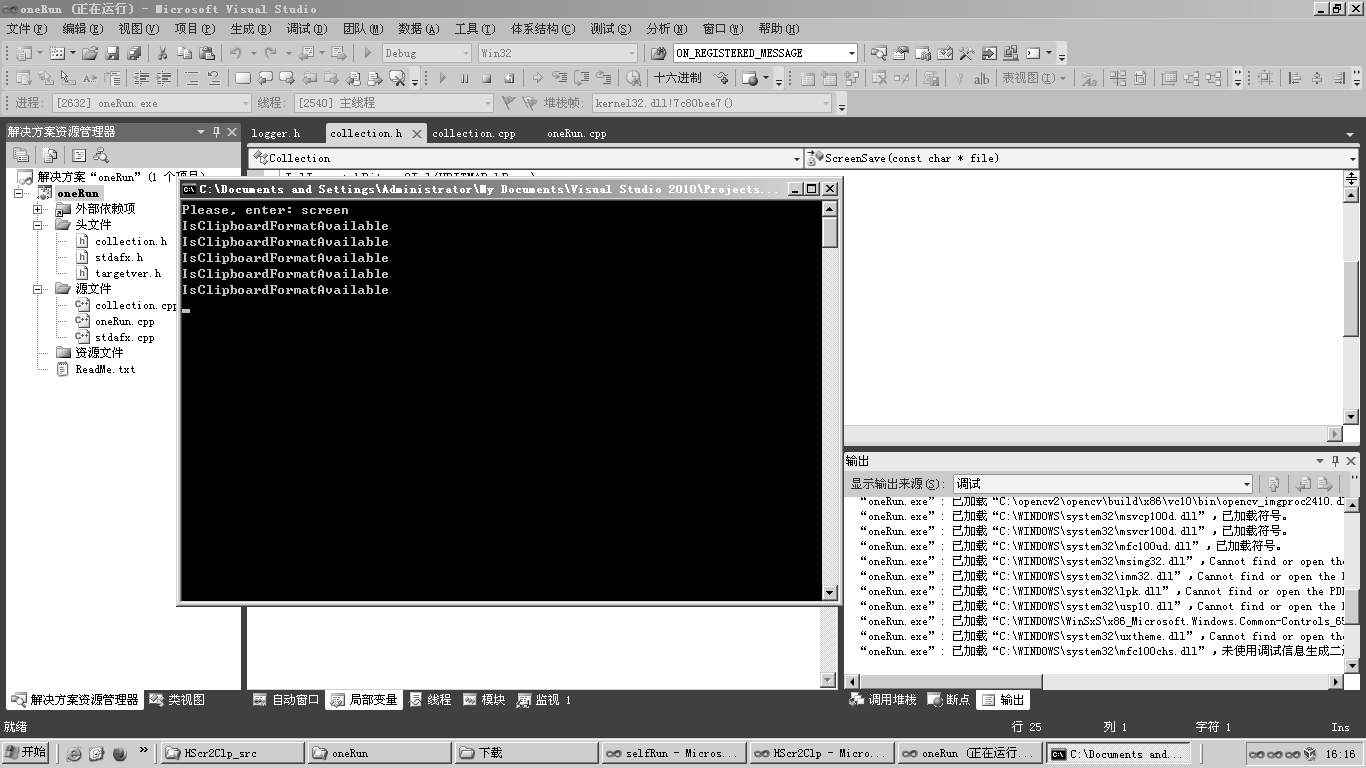 oneRun (正在运行) - Microsoft Visual Studio
文件(F) 编辑(E) 视图(V) 项目(P) 生成(B) 调试(D) 团队(M) 数据(A) 工具(T) 体系结构(C) 测试(S) 分析(N) 窗口(W) 帮助(H)
Debug Win32 ON_REGISTERED_MESSAGE
十六进制 ab| 表视图(I)
进程: [2632] oneRun.exe 线程: [2540] 主线程 堆栈帧: kernel32.dll!7c80bee7()
解决方案资源管理器
logger.h collection.h collection.cpp oneRun.cpp
Collection ScreenSave(const char * file)
解决方案“oneRun”(1 个项目)
oneRun
外部依赖项
头文件
collection.h
stdafx.h
targetver.h
源文件
collection.cpp
oneRun.cpp
stdafx.cpp
资源文件
ReadMe.txt
C:\Documents and Settings\Administrator\My Documents\Visual Studio 2010\Projects...
Please, enter: screen
IsClipboardFormatAvailable
IsClipboardFormatAvailable
IsClipboardFormatAvailable
IsClipboardFormatAvailable
IsClipboardFormatAvailable
输出
显示输出来源(S): 调试
“oneRun.exe”: 已加载“C:\opencv2\opencv\build\x86\vc10\bin\opencv_imgproc2410.d
“oneRun.exe”: 已加载“C:\WINDOWS\system32\msvcp100d.dll”，已加载符号。
“oneRun.exe”: 已加载“C:\WINDOWS\system32\msvcr100d.dll”，已加载符号。
“oneRun.exe”: 已加载“C:\WINDOWS\system32\mfc100ud.dll”，已加载符号。
“oneRun.exe”: 已加载“C:\WINDOWS\system32\msimg32.dll”，Cannot find or open the
“oneRun.exe”: 已加载“C:\WINDOWS\system32\imm32.dll”，Cannot find or open the
“oneRun.exe”: 已加载“C:\WINDOWS\system32\lpk.dll”，Cannot find or open the PD
“oneRun.exe”: 已加载“C:\WINDOWS\system32\usp10.dll”，Cannot find or open the
“oneRun.exe”: 已加载“C:\WINDOWS\WinSxS\x86_Microsoft.Windows.Common-Controls_65
“oneRun.exe”: 已加载“C:\WINDOWS\system32\uxtheme.dll”，Cannot find or open the
“oneRun.exe”: 已加载“C:\WINDOWS\system32\mfc100chs.dll”，未使用调试信息生成二
解决方案资源管理器 类视图 自动窗口 局部变量 线程 模块 监视 1 调用堆栈 断点 输出
就绪 行 25 列 1 字符 1 Ins
开始 HScr2Clp_src oneRun 下载 selfRun - Micros... HScr2Clp - Micro... oneRun (正在运行... C:\Documents and... 16:16